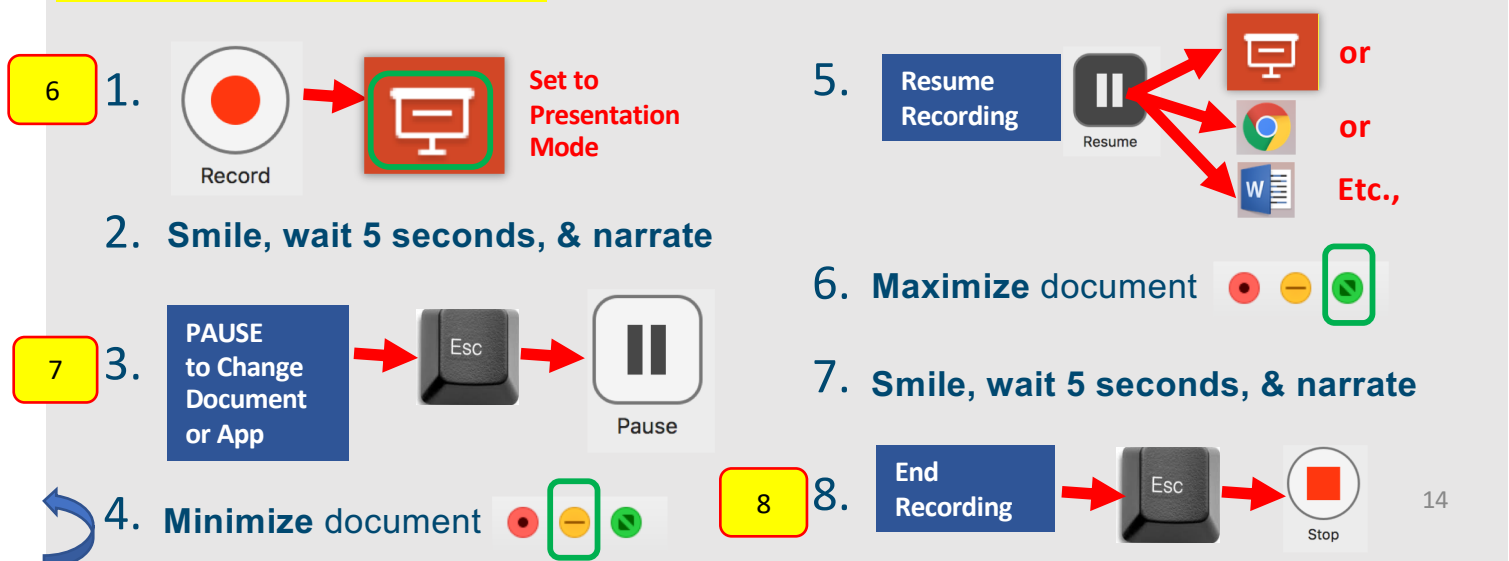 6
1.
Record
Set to
Presentation
Mode
2. Smile, wait 5 seconds, & narrate
7
3.
PAUSE
to Change
Document
or App
Esc
Pause
4. Minimize document
5.
Resume
Recording
Resume
or
or
W
Etc.,
6. Maximize document
7. Smile, wait 5 seconds, & narrate
8
8.
End
Recording
Esc
Stop
14